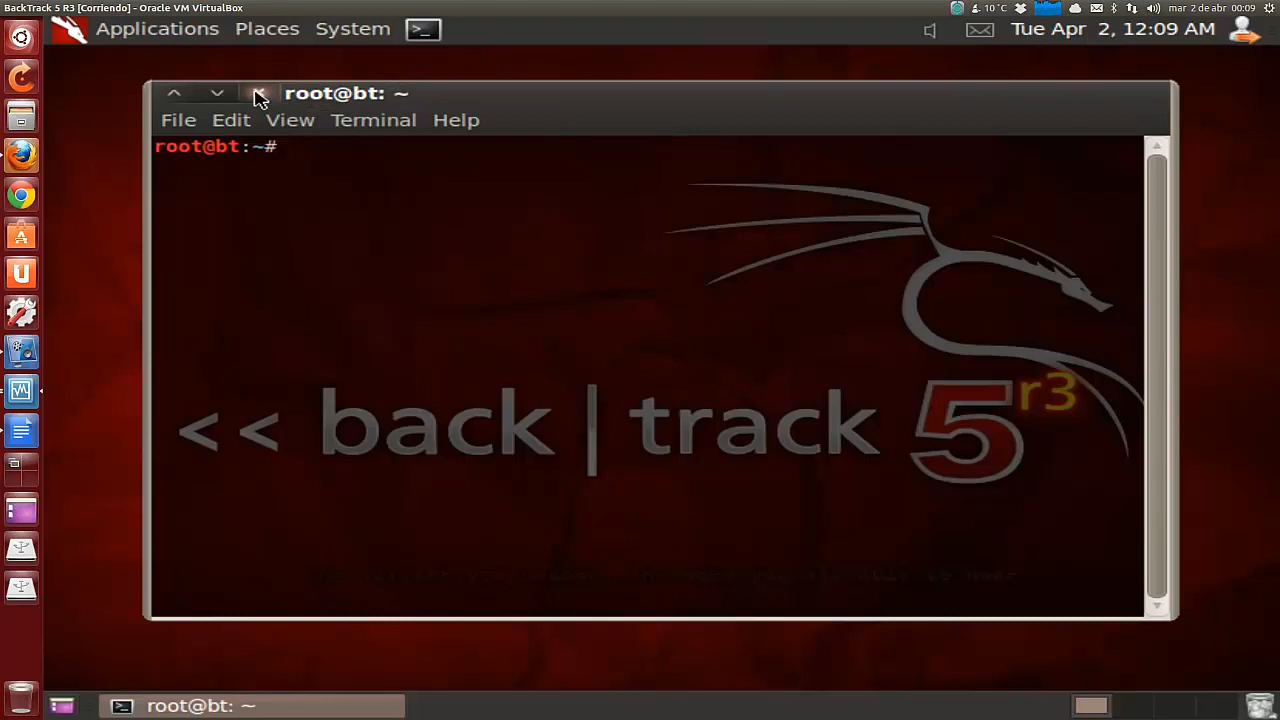 BackTrack 5 R3 [Corriendo] - Oracle VM VirtualBox
10°C
mar 2 de abr 00:09
Applications Places System
Tue Apr 2, 12:09 AM
root@bt: ~
File Edit View Terminal Help
root@bt:~#
<< back | track 5 r3
root@bt: ~